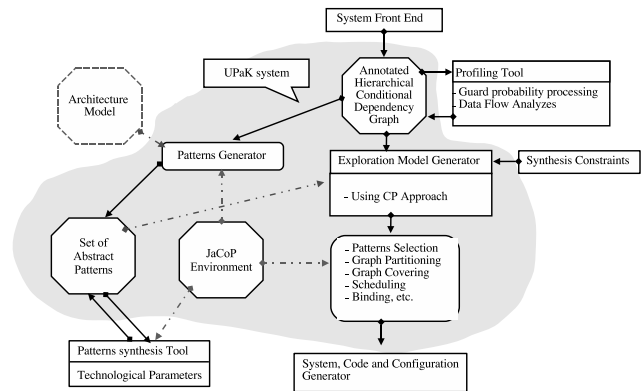 System Front End
UPaK system
Annotated
Hierarchical
Conditional
Dependency
Graph
Profiling Tool
- Guard probability processing
- Data Flow Analyzes
Architecture
Model
Patterns Generator
Exploration Model Generator
- Using CP Approach
Synthesis Constraints
Set of
Abstract
Patterns
JaCoP
Environment
- Patterns Selection
- Graph Partitioning
- Graph Covering
- Scheduling
- Binding, etc.
Patterns synthesis Tool
Technological Parameters
System, Code and Configuration
Generator